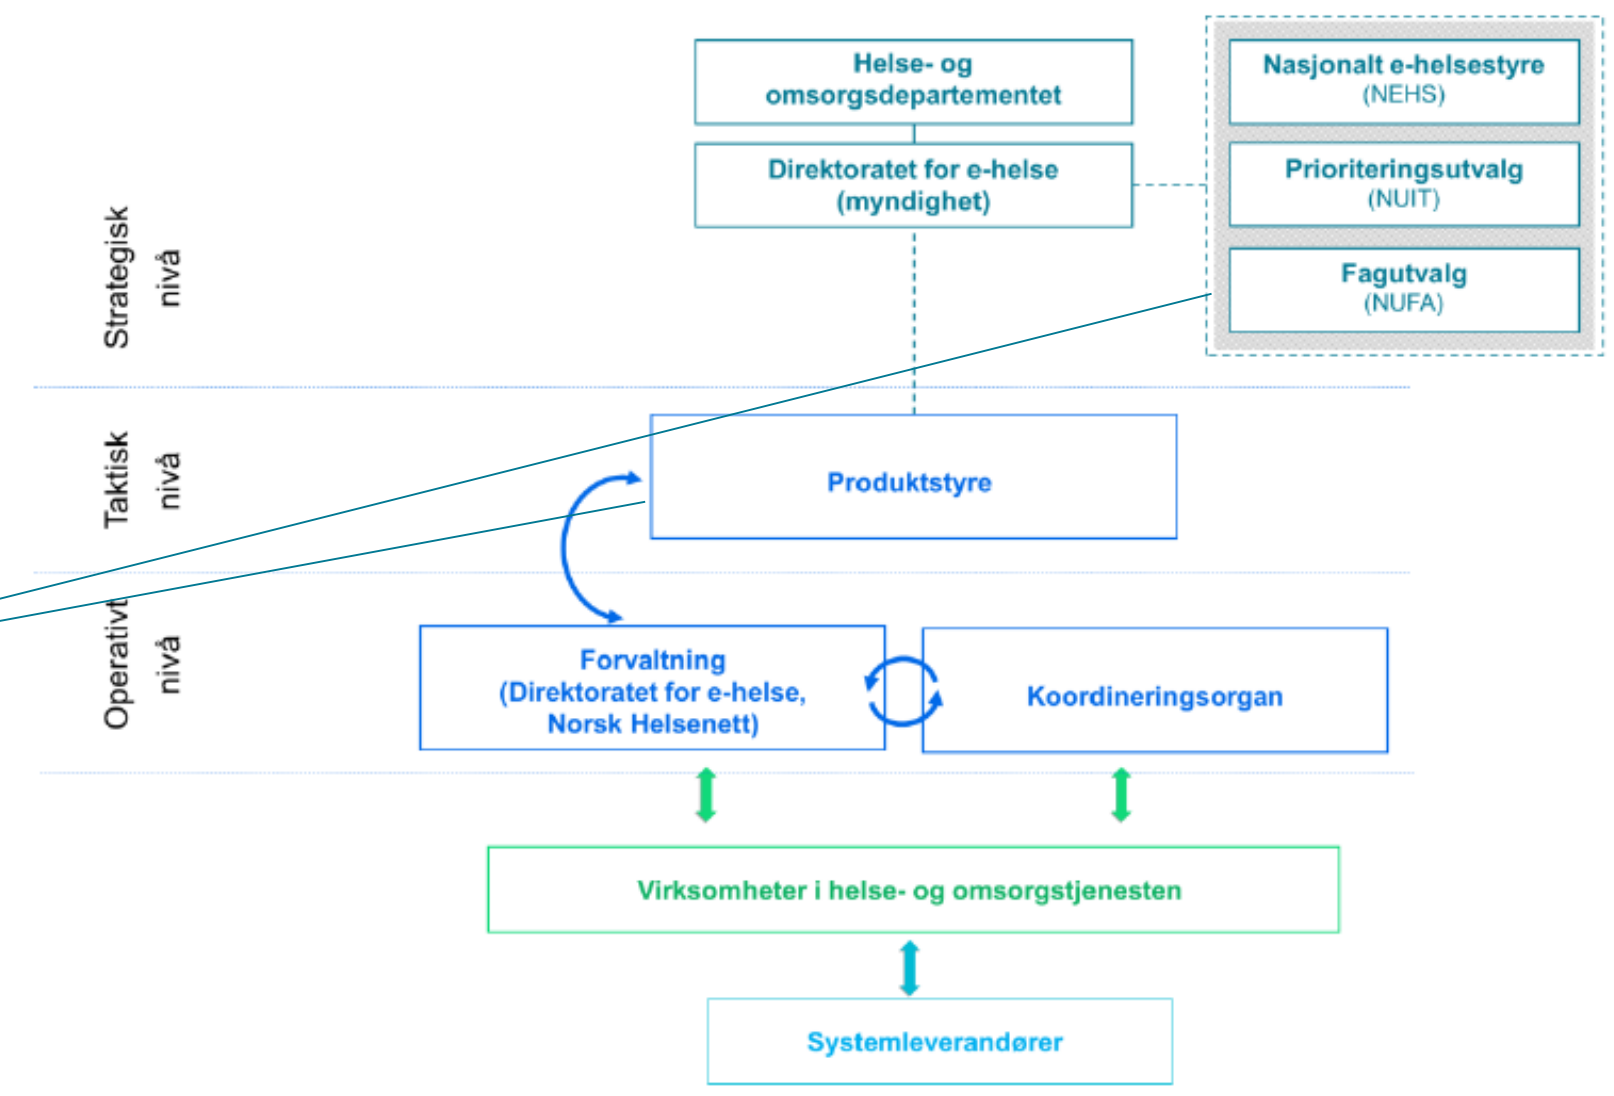 Helse- og
omsorgsdepartementet
Direktoratet for e-helse
(myndighet)
Nasjonalt e-helsestyre
(NEHS)
Prioriteringsutvalg
(NUIT)
Fagutvalg
(NUFA)
Strategisk
nivå
Taktisk
nivå
Produktstyre
Operativt
nivå
Forvaltning
(Direktoratet for e-helse,
Norsk Helsenett)
Koordineringsorgan
Virksomheter i helse- og omsorgstjenesten
Systemleverandører